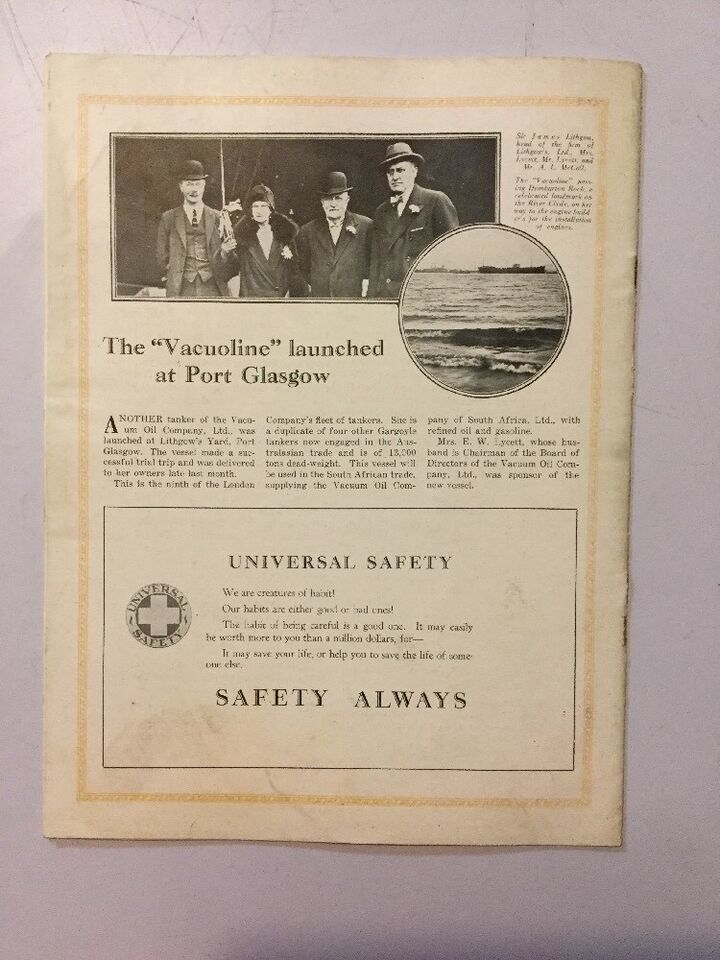 Sir James Lithgow,
head of the firm of
Lithgow's, Ltd., Mrs.
Lycett, Mr. Lycett, and
Mr. A. L. McColl.
The "Vacuoline" pass-
ing Dumbarton Rock, a
celebrated landmark on
the River Clyde, on her
way to the engine build-
ers for the installation
of engines.
The "Vacuoline" launched
at Port Glasgow
ANOTHER tanker of the Vacu-
um Oil Company, Ltd., was
launched at Lithgow's Yard, Port
Glasgow. The vessel made a suc-
cessful trial trip and was delivered
to her owners late last month.
This is the ninth of the London
Company's fleet of tankers. She is
a duplicate of four other Gargoyle
tankers now engaged in the Aus-
tralasian trade and is of 13,000
tons dead-weight. This vessel will
be used in the South African trade,
supplying the Vacuum Oil Com-
pany of South Africa, Ltd., with
refined oil and gasoline.
Mrs. E. W. Lycett, whose hus-
band is Chairman of the Board of
Directors of the Vacuum Oil Com-
pany, Ltd., was sponsor of the
new vessel.
UNIVERSAL SAFETY
UNIVERSAL
SAFETY
We are creatures of habit!
Our habits are either good or bad ones!
The habit of being careful is a good one. It may easily
be worth more to you than a million dollars, for—
It may save your life, or help you to save the life of some-
one else.
SAFETY ALWAYS